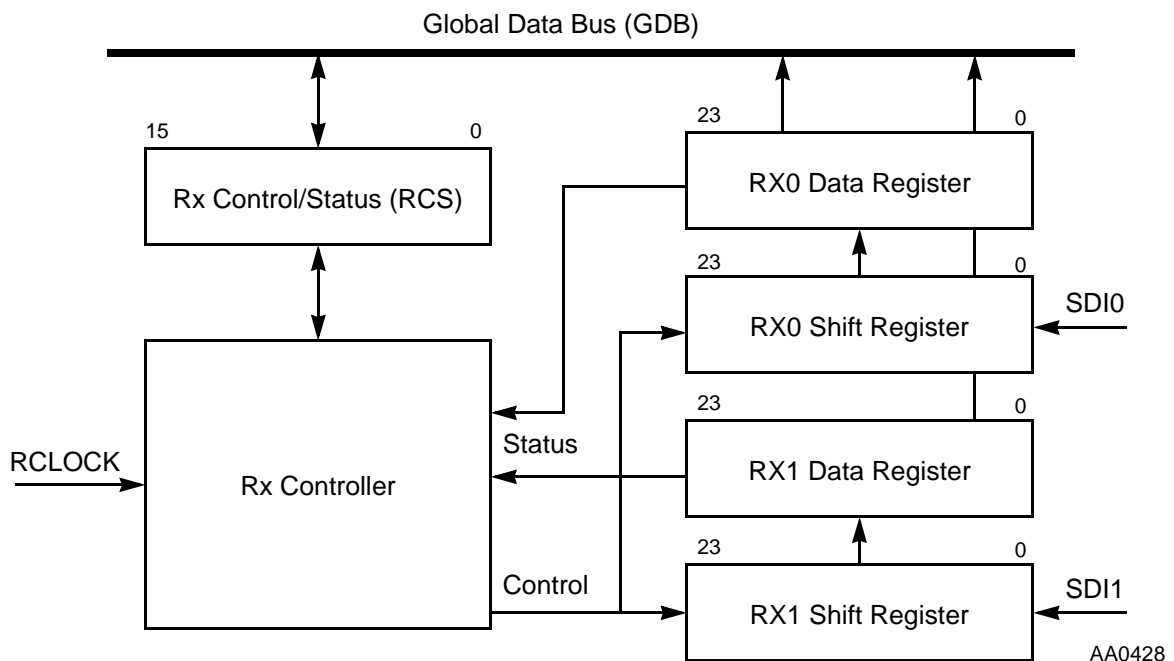 Global Data Bus (GDB)
15 0
Rx Control/Status (RCS)
23 0
RX0 Data Register
23 0
RX0 Shift Register
SDI0
RCLOCK
Rx Controller
Status
23 0
RX1 Data Register
Control
23 0
RX1 Shift Register
SDI1
AA0428